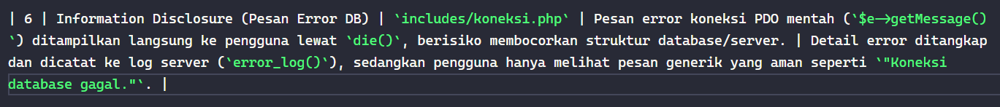 | 6 | Information Disclosure (Pesan Error DB) | `includes/koneksi.php` | Pesan error koneksi PDO mentah (`$e->getMessage()
`) ditampilkan langsung ke pengguna lewat `die()`, berisiko membocorkan struktur database/server. | Detail error ditangkap
dan dicatat ke log server (`error_log()`), sedangkan pengguna hanya melihat pesan generik yang aman seperti `"Koneksi
database gagal."`. |